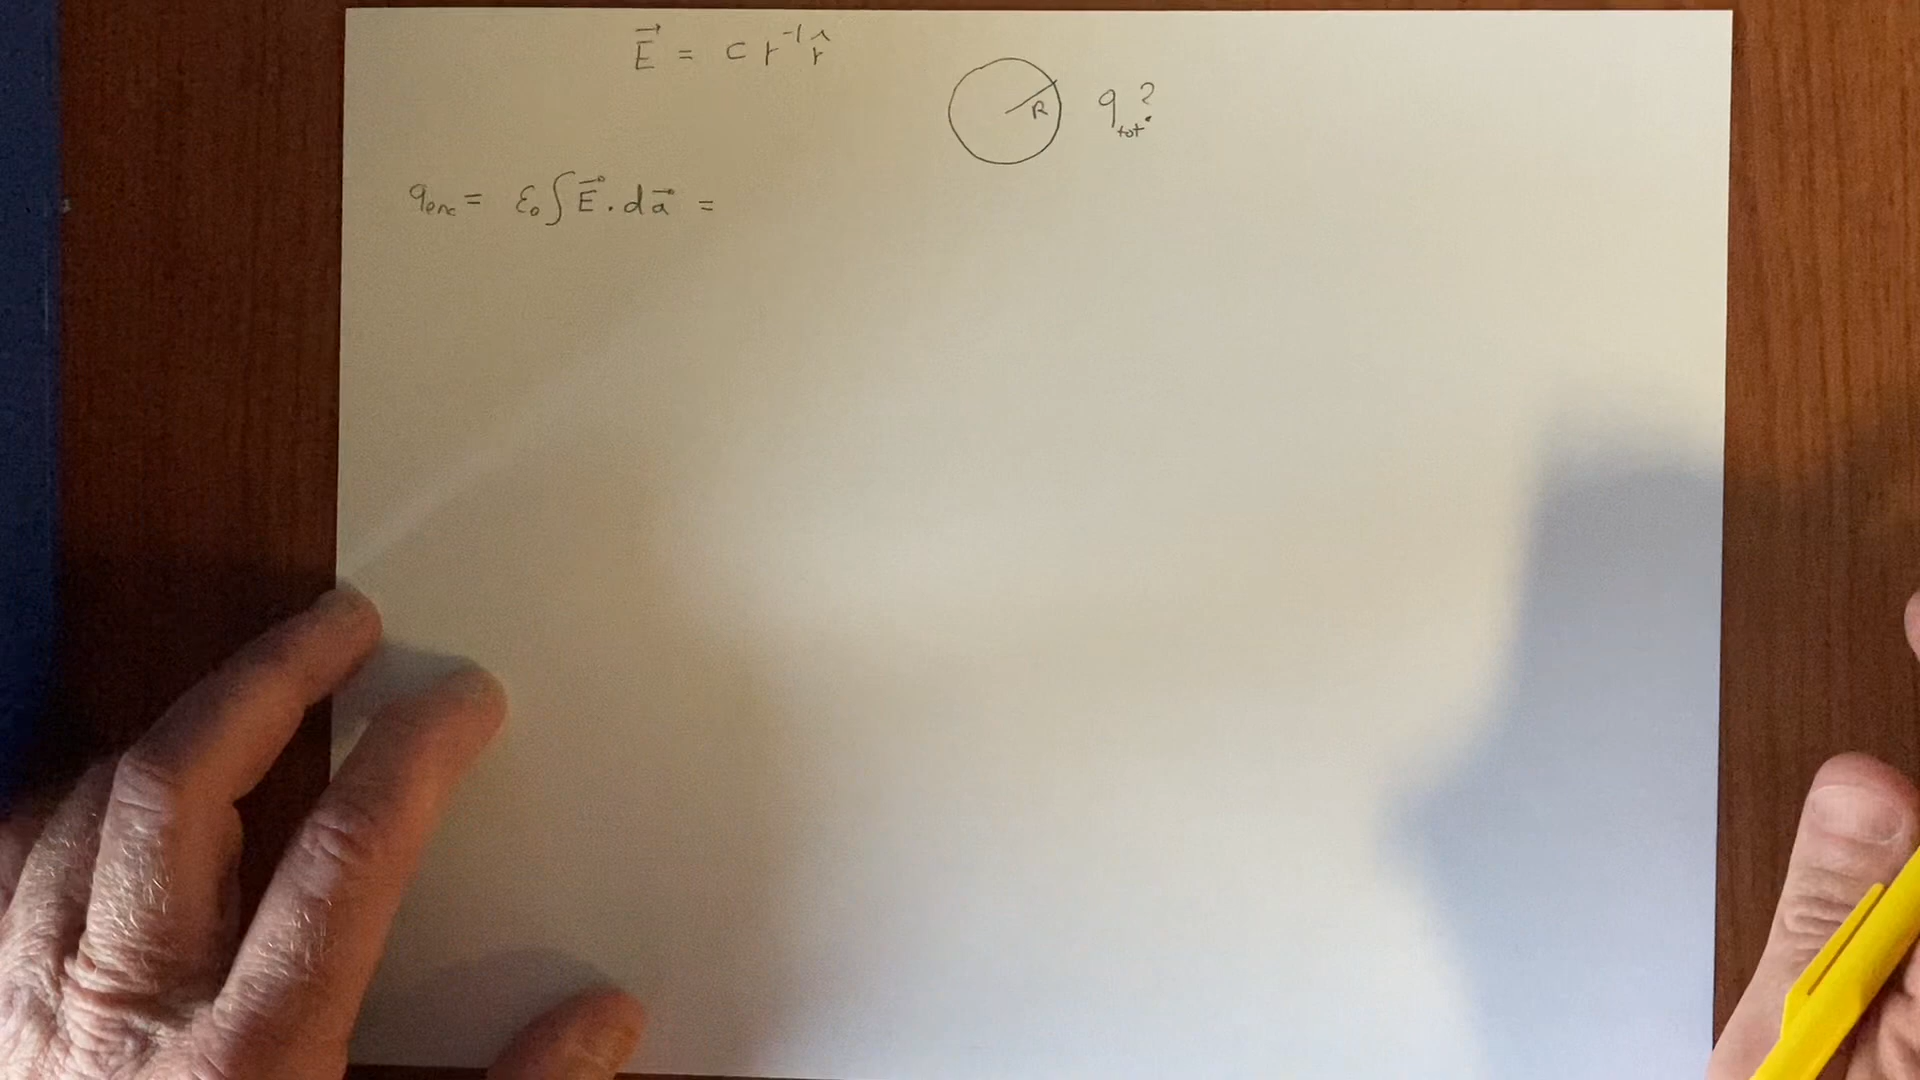 E⃗ = c r⁻¹ r̂
R q_tot?
q_enc = ε₀ ∫ E⃗ · da⃗ =